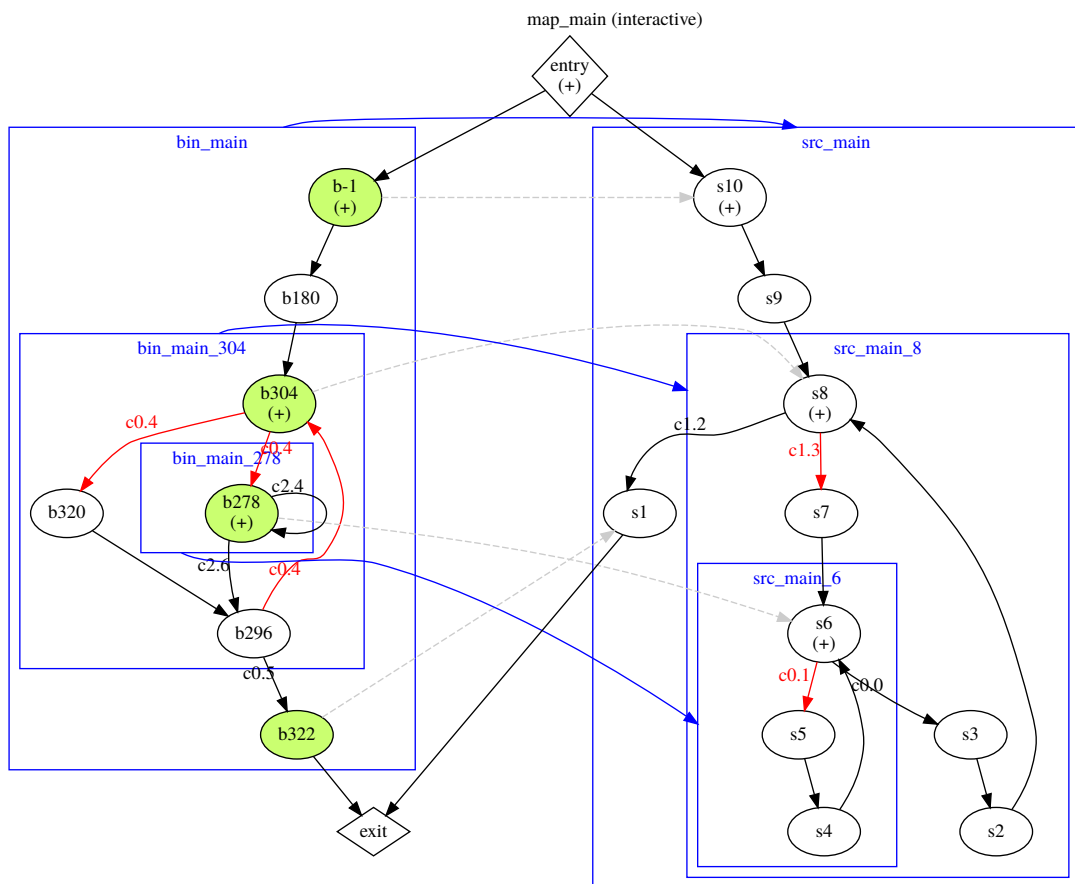 map_main (interactive)
entry
(+)
bin_main
src_main
b-1
(+)
s10
(+)
b180
s9
bin_main_304
src_main_8
b304
(+)
s8
(+)
c0.4
c0.4
c1.2
c1.3
bin_main_278
b320
b278
(+)
c2.4
s1
s7
c2.6
c0.4
src_main_6
b296
s6
(+)
c0.5
c0.1
c0.0
b322
s5
s3
exit
s4
s2